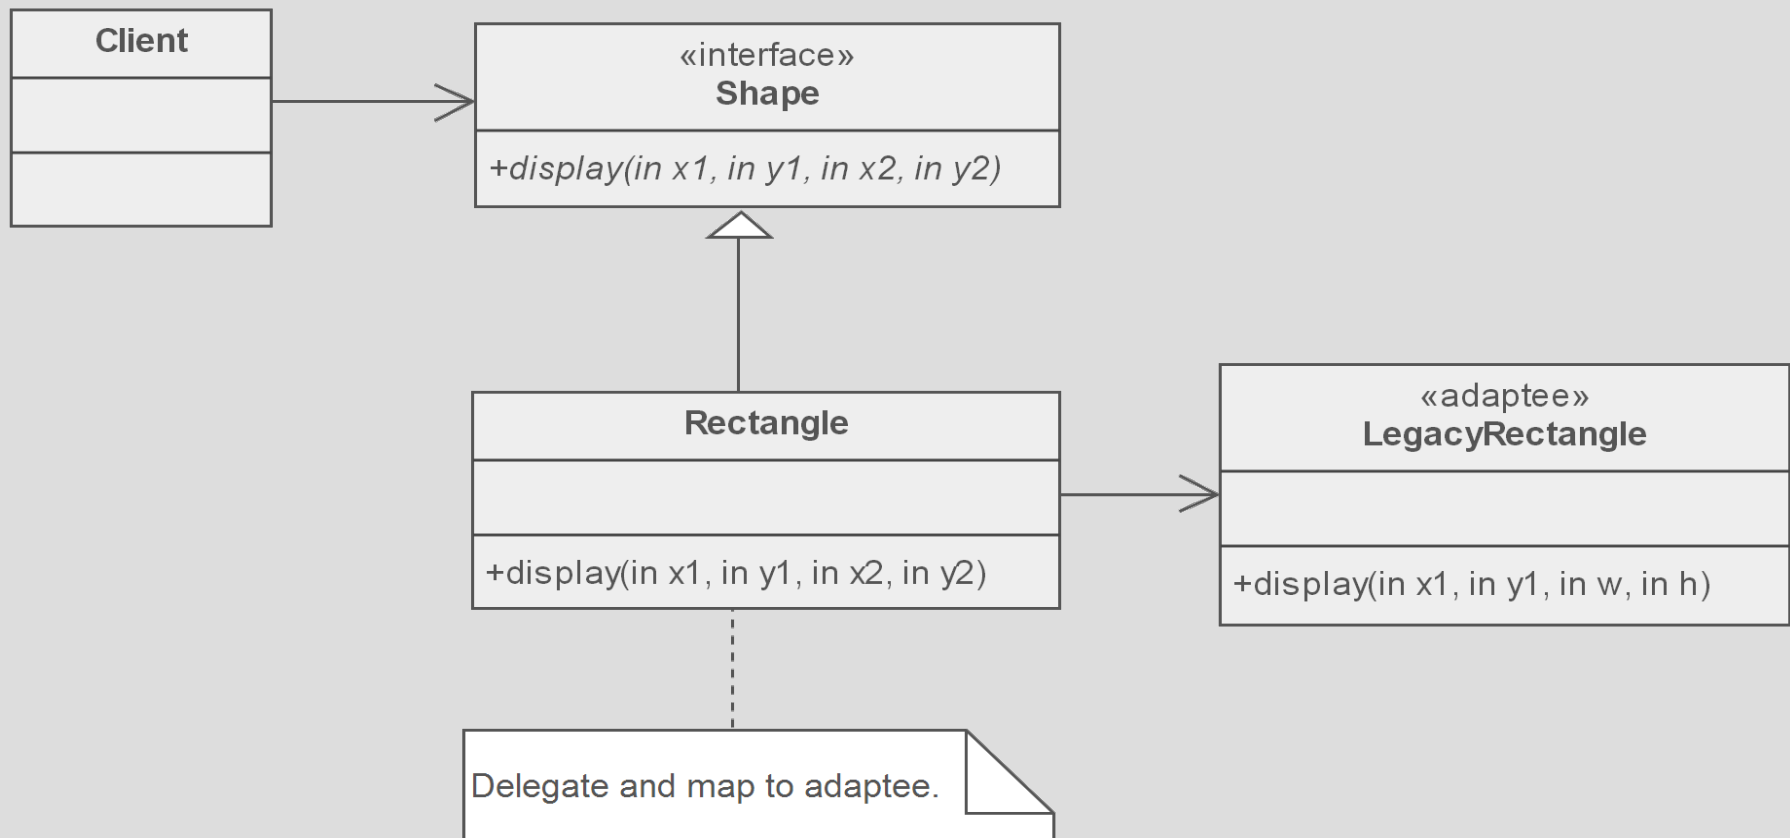 Client
«interface»
Shape
+display(in x1, in y1, in x2, in y2)
Rectangle
+display(in x1, in y1, in x2, in y2)
«adaptee»
LegacyRectangle
+display(in x1, in y1, in w, in h)
Delegate and map to adaptee.